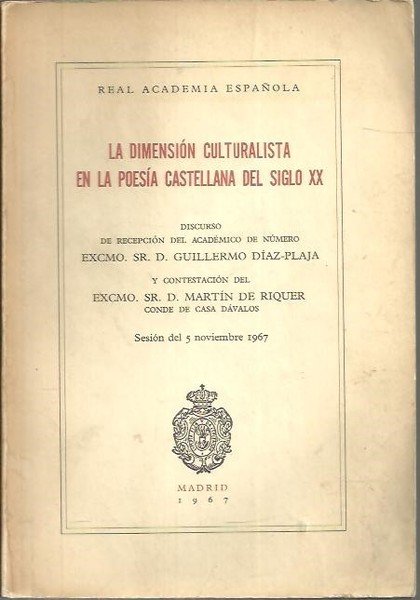 REAL ACADEMIA ESPAÑOLA
LA DIMENSIÓN CULTURALISTA
EN LA POESÍA CASTELLANA DEL SIGLO XX
DISCURSO
DE RECEPCIÓN DEL ACADÉMICO DE NÚMERO
EXCMO. SR. D. GUILLERMO DÍAZ-PLAJA
Y CONTESTACIÓN DEL
EXCMO. SR. D. MARTÍN DE RIQUER
CONDE DE CASA DÁVALOS
Sesión del 5 noviembre 1967
MADRID
1967